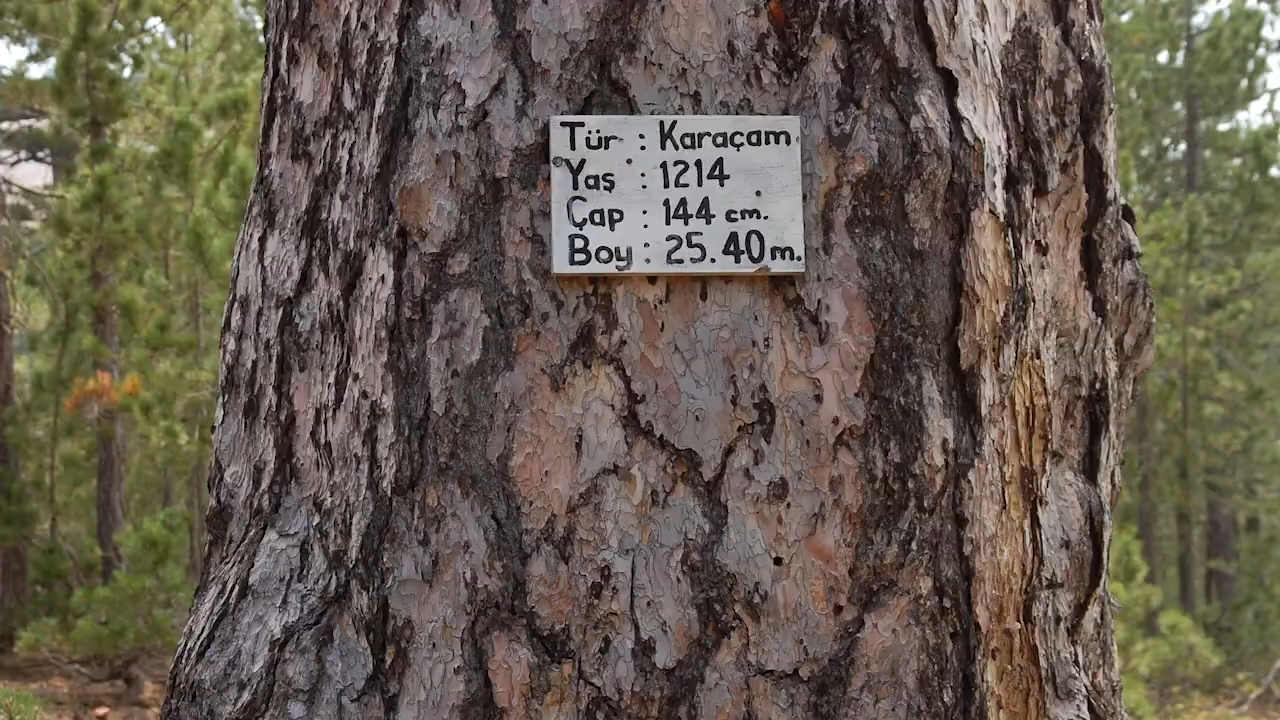 Tür : Karaçam.
Yaş : 1214
Çap : 144 cm.
Boy : 25.40 m.